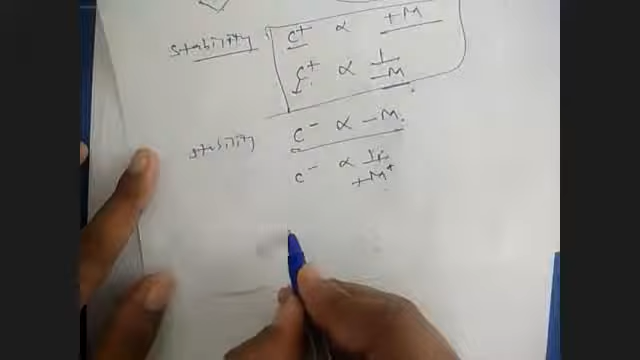 stability C+ ∝ +M
C+ ∝ 1/-M
stability C- ∝ -M.
C- ∝ 1/+M